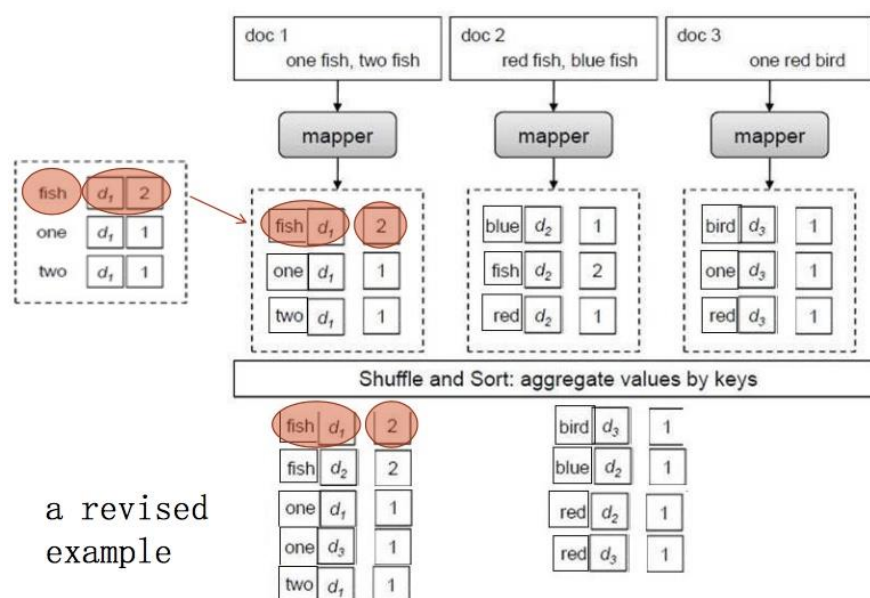 doc 1
one fish, two fish
doc 2
red fish, blue fish
doc 3
one red bird
mapper
mapper
mapper
fish d₁ 2
one d₁ 1
two d₁ 1
fish d₁ 2
one d₁ 1
two d₁ 1
blue d₂ 1
fish d₂ 2
red d₂ 1
bird d₃ 1
one d₃ 1
red d₃ 1
Shuffle and Sort: aggregate values by keys
fish d₁ 2
fish d₂ 2
one d₁ 1
one d₃ 1
two d₁ 1
bird d₃ 1
blue d₂ 1
red d₂ 1
red d₃ 1
a revised
example